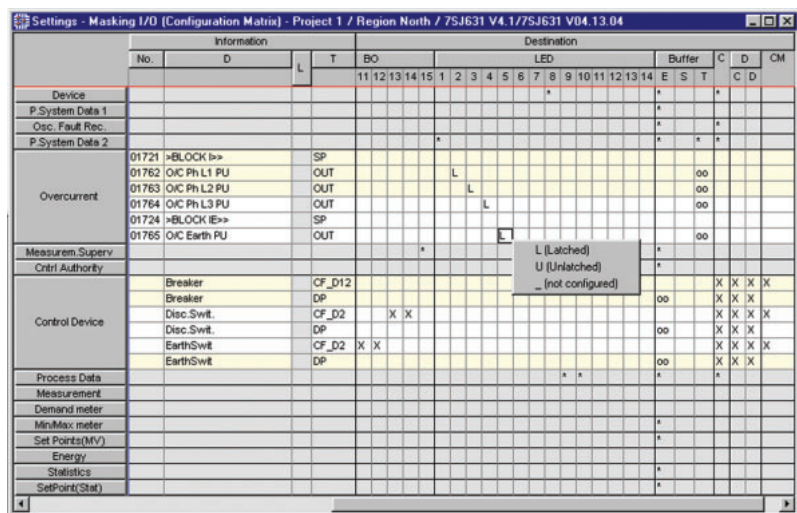 Settings - Masking I/O (Configuration Matrix) - Project 1 / Region North / 7SJ631 V4.1/7SJ631 V04.13.04
Information Destination
No. D L T BO LED Buffer C D CM
11 12 13 14 15 1 2 3 4 5 6 7 8 9 10 11 12 13 14 E S T C D
Device * * *
P.System Data 1 *
Osc. Fault Rec. * *
P.System Data 2 * * * *
Overcurrent
01721 >BLOCK I>> SP
01762 O/C Ph L1 PU OUT L oo
01763 O/C Ph L2 PU OUT L oo
01764 O/C Ph L3 PU OUT L oo
01724 >BLOCK IE>> SP
01765 O/C Earth PU OUT L oo
L (Latched)
U (Unlatched)
_ (not configured)
Measurem.Superv * *
Cntrl Authority *
Control Device
Breaker CF_D12 X X X X
Breaker DP oo X X X
Disc.Swit. CF_D2 X X X X X X
Disc.Swit. DP oo X X X
EarthSwit CF_D2 X X X X X X
EarthSwit DP oo X X X
Process Data * * * *
Measurement
Demand meter
Min/Max meter *
Set Points(MV) *
Energy
Statistics *
SetPoint(Stat) *